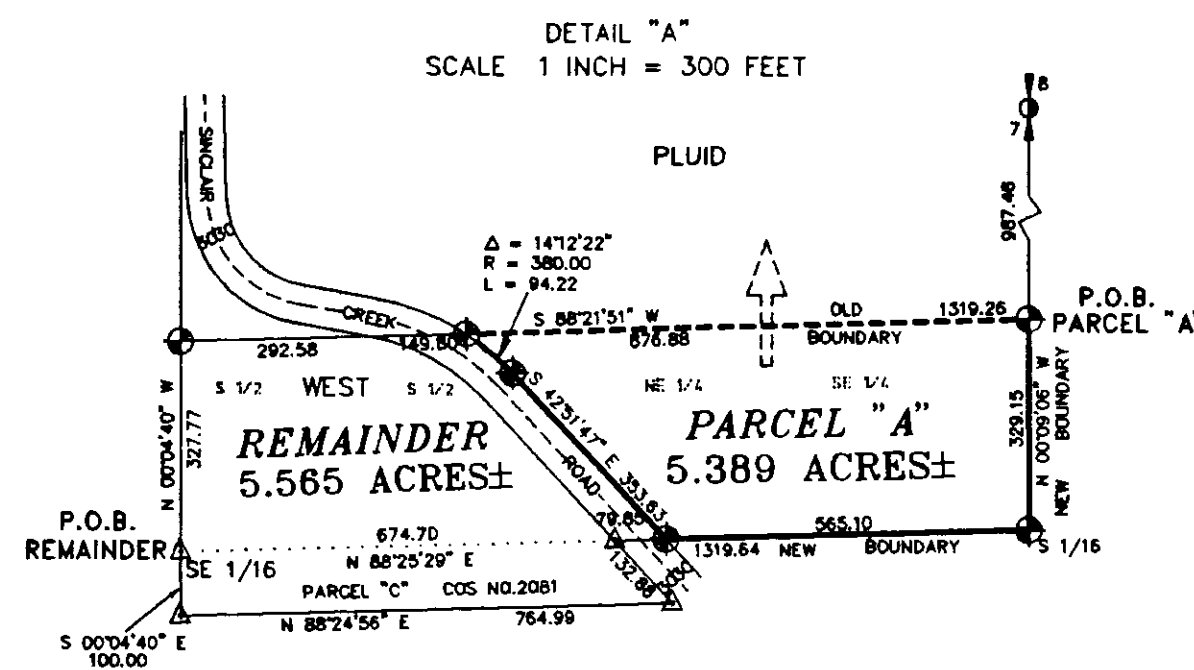 DETAIL "A"
SCALE 1 INCH = 300 FEET
8
7
SINCLAIR
PLUID
987.46
3030
Δ = 14°12'22"
R = 380.00
L = 94.22
CREEK
S 88°21'51" W
OLD
1319.26
P.O.B.
PARCEL "A"
292.58
149.80
676.88
BOUNDARY
S 1/2
WEST
S 1/2
NE 1/4
SE 1/4
N 00°04'40" W
327.77
REMAINDER
5.565 ACRES±
S 42°51'47" E
353.63
PARCEL "A"
5.389 ACRES±
329.15
N 00°09'06" W
NEW BOUNDARY
ROAD
P.O.B.
REMAINDER
674.70
79.85
565.10
N 88°25'29" E
1319.64
NEW
BOUNDARY
S 1/16
SE 1/16
132.88
3030
PARCEL "C" COS NO.2081
N 88°24'56" E
764.99
S 00°04'40" E
100.00